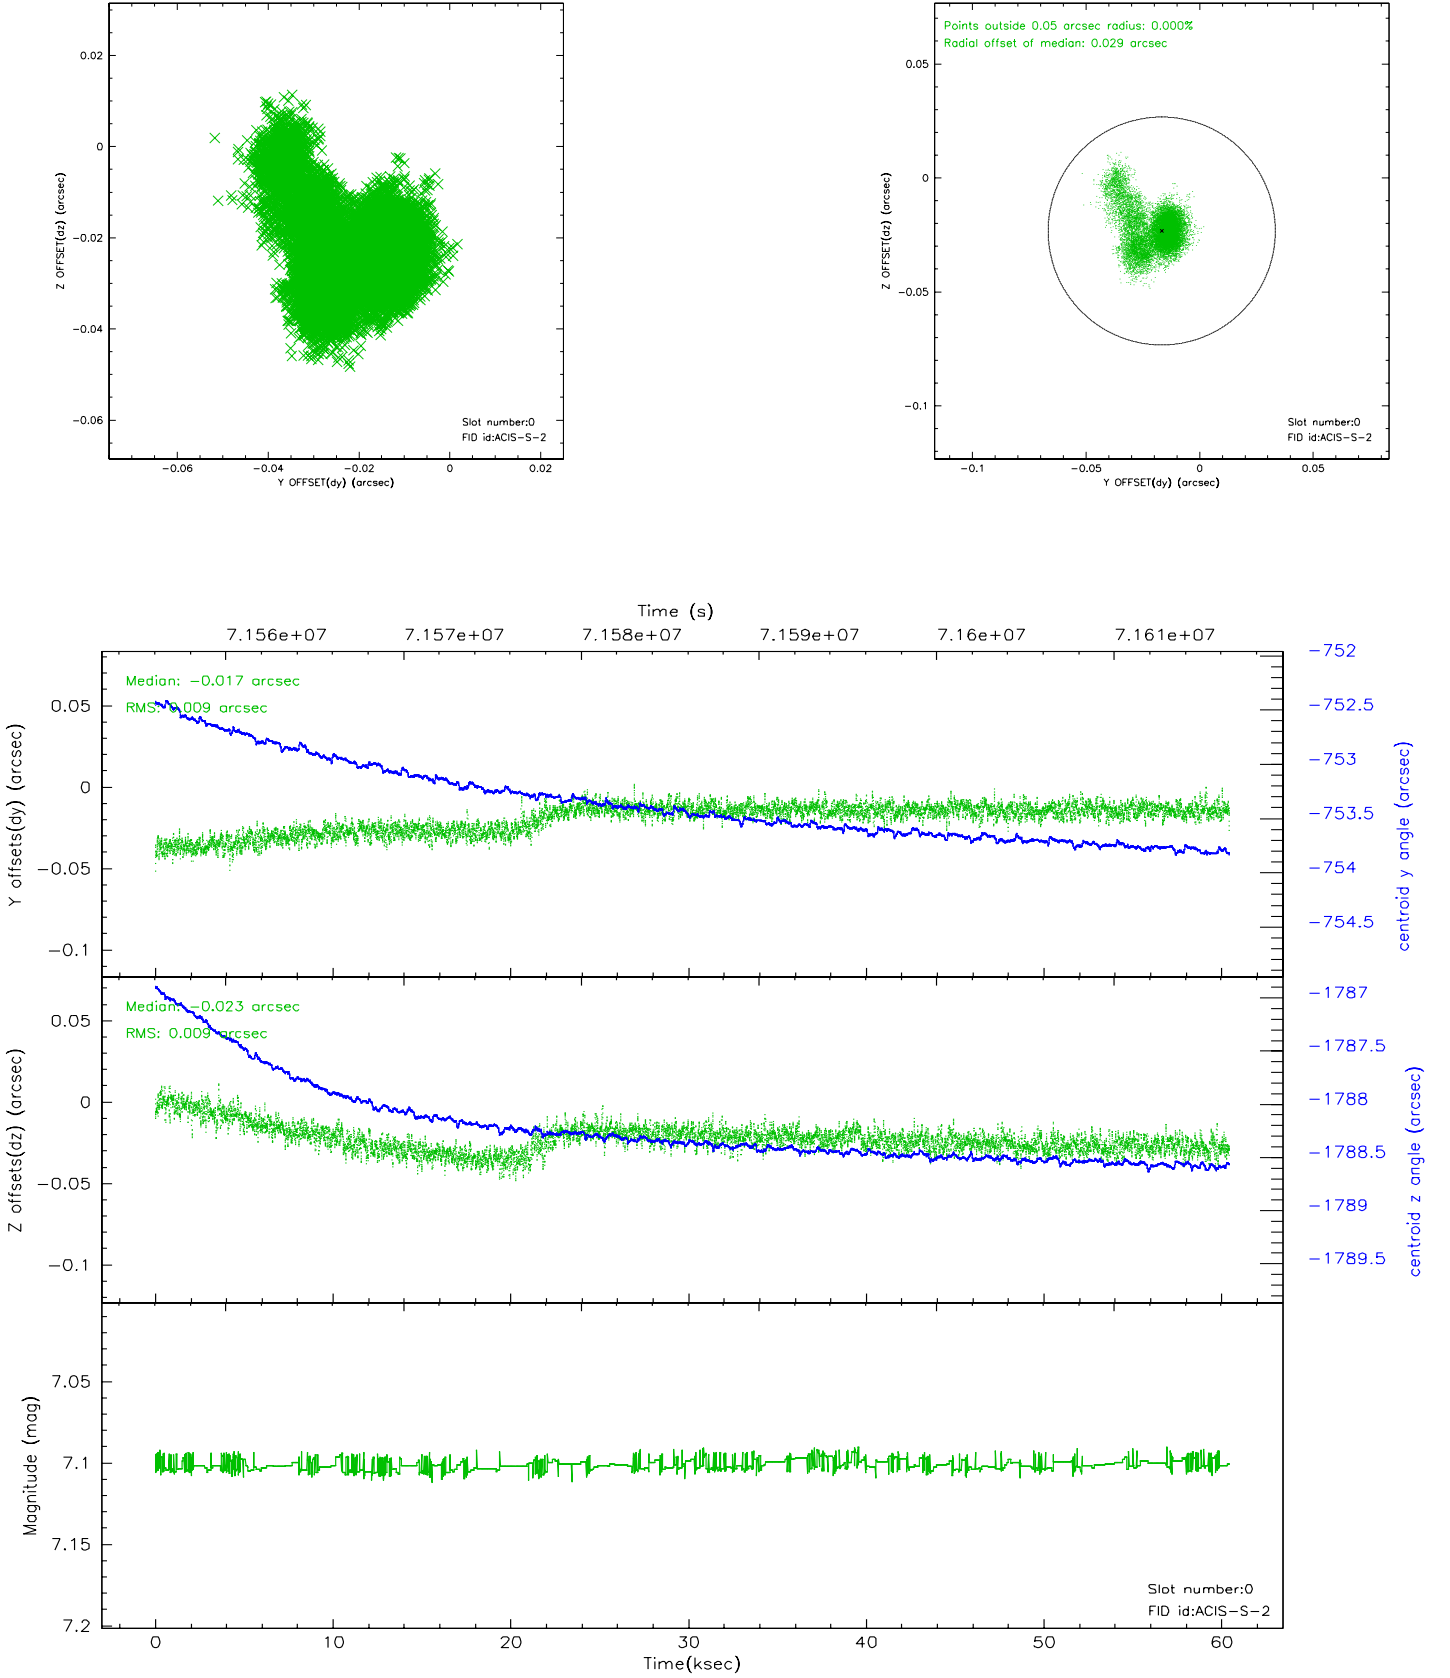 0.02
0
−0.02
−0.04
−0.06
Z OFFSET(dz) (arcsec)
Slot number:0
FID id:ACIS−S−2
−0.06
−0.04
−0.02
0
0.02
Y OFFSET(dy) (arcsec)
Points outside 0.05 arcsec radius: 0.000%
Radial offset of median: 0.029 arcsec
0.05
0
−0.05
−0.1
Z OFFSET(dz) (arcsec)
Slot number:0
FID id:ACIS−S−2
−0.1
−0.05
0
0.05
Y OFFSET(dy) (arcsec)
Time (s)
7.156e+07
7.157e+07
7.158e+07
7.159e+07
7.16e+07
7.161e+07
Median: −0.017 arcsec
RMS: 0.009 arcsec
0.05
0
−0.05
−0.1
Y offsets(dy) (arcsec)
−752
−752.5
−753
−753.5
−754
−754.5
centroid y angle (arcsec)
Median: −0.023 arcsec
RMS: 0.009 arcsec
0.05
0
−0.05
−0.1
Z offsets(dz) (arcsec)
−1787
−1787.5
−1788
−1788.5
−1789
−1789.5
centroid z angle (arcsec)
7.05
7.1
7.15
7.2
Magnitude (mag)
Slot number:0
FID id:ACIS−S−2
0
10
20
30
40
50
60
Time(ksec)